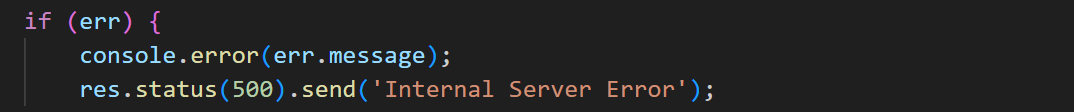 if (err) {
    console.error(err.message);
    res.status(500).send('Internal Server Error');